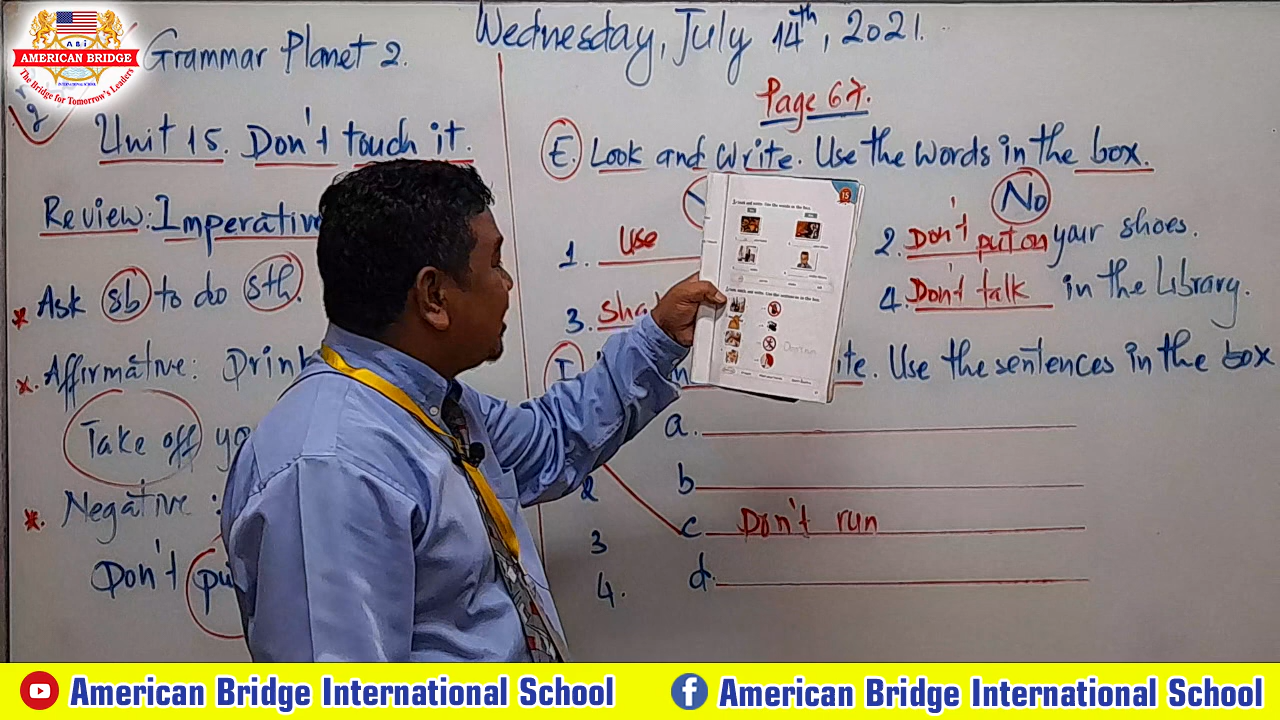 A B i
AMERICAN BRIDGE
INTERNATIONAL SCHOOL
The Bridge for Tomorrow's Leaders
Grammar Planet 2.
Wednesday, July 14th, 2021.
Unit 15. Don't touch it.
Review: Imperative
* Ask sb to do sth.
* Affirmative: Drink
Take off
* Negative:
Don't
Page 67.
E. Look and Write. Use the words in the box.
No
1. Use
2. Don't put on your shoes.
3.
4. Don't talk in the Library.
Use the sentences in the box
a.
b
2
c Don't run
3
d.
4.
15
American Bridge International School
American Bridge International School